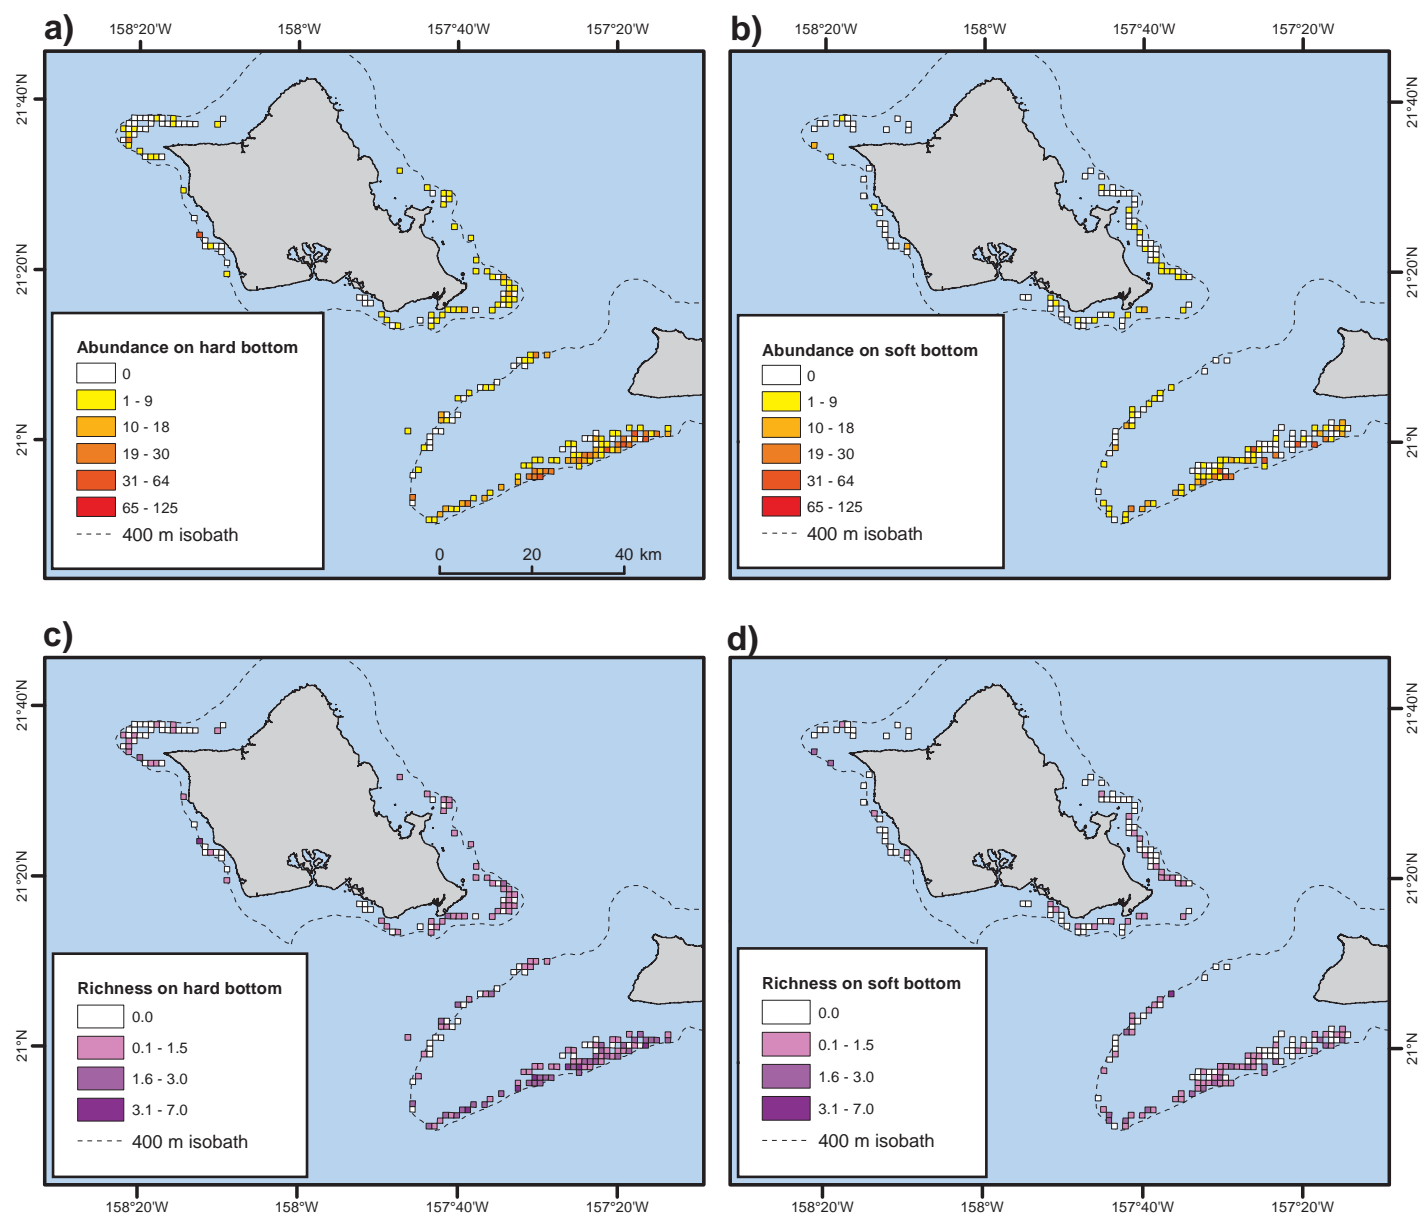 a)
158°20'W 158°W 157°40'W 157°20'W
21°40'N
21°20'N
21°N
Abundance on hard bottom
0
1 - 9
10 - 18
19 - 30
31 - 64
65 - 125
400 m isobath
0 20 40 km
b)
158°20'W 158°W 157°40'W 157°20'W
21°40'N
21°20'N
21°N
Abundance on soft bottom
0
1 - 9
10 - 18
19 - 30
31 - 64
65 - 125
400 m isobath
c)
21°40'N
21°20'N
21°N
Richness on hard bottom
0.0
0.1 - 1.5
1.6 - 3.0
3.1 - 7.0
400 m isobath
158°20'W 158°W 157°40'W 157°20'W
d)
21°40'N
21°20'N
21°N
Richness on soft bottom
0.0
0.1 - 1.5
1.6 - 3.0
3.1 - 7.0
400 m isobath
158°20'W 158°W 157°40'W 157°20'W